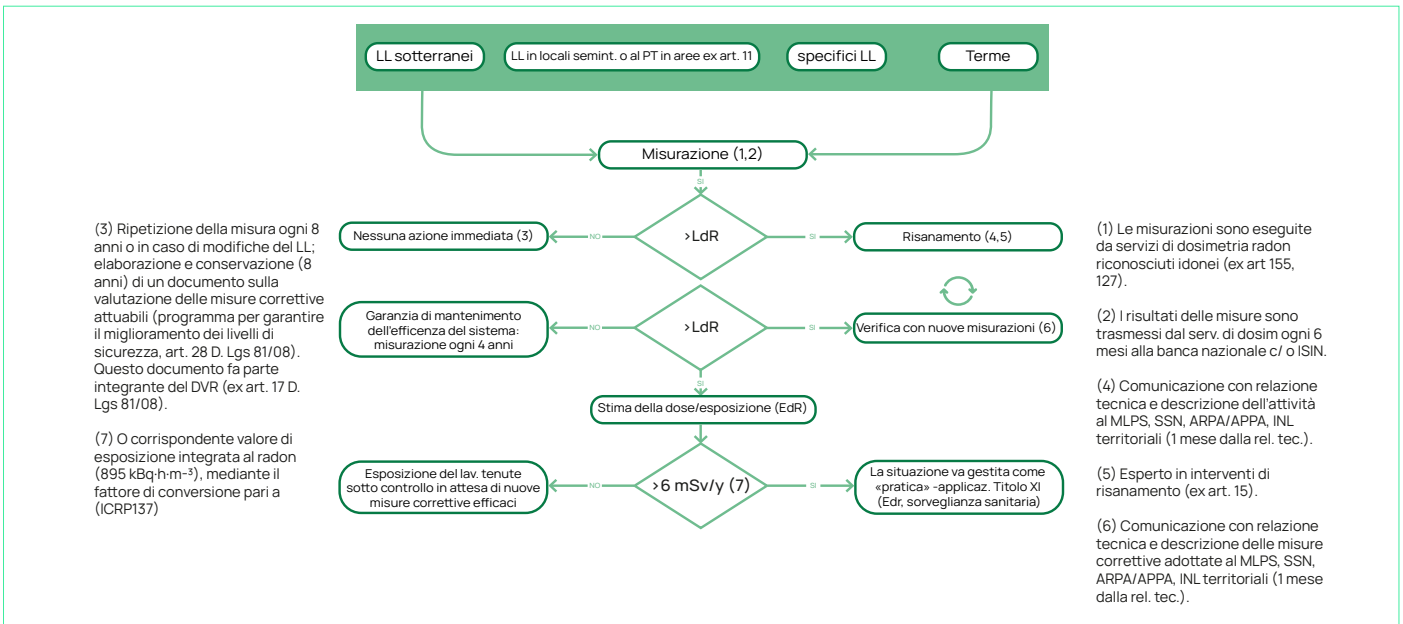 LL sotterranei
LL in locali semint. o al PT in aree ex art. 11
specifici LL
Terme
Misurazione (1,2)
SI
>LdR
NO
Nessuna azione immediata (3)
SI
Risanamento (4,5)
>LdR
NO
Garanzia di mantenimento
dell'efficenza del sistema:
misurazione ogni 4 anni
SI
Verifica con nuove misurazioni (6)
SI
Stima della dose/esposizione (EdR)
>6 mSv/y (7)
NO
Esposizione del lav. tenute
sotto controllo in attesa di nuove
misure correttive efficaci
SI
La situazione va gestita come
«pratica» -applicaz. Titolo XI
(Edr, sorveglianza sanitaria)
(3) Ripetizione della misura ogni 8
anni o in caso di modifiche del LL;
elaborazione e conservazione (8
anni) di un documento sulla
valutazione delle misure correttive
attuabili (programma per garantire
il miglioramento dei livelli di
sicurezza, art. 28 D. Lgs 81/08).
Questo documento fa parte
integrante del DVR (ex art. 17 D.
Lgs 81/08).
(7) O corrispondente valore di
esposizione integrata al radon
(895 kBq·h·m-³), mediante il
fattore di conversione pari a
(ICRP137)
(1) Le misurazioni sono eseguite
da servizi di dosimetria radon
riconosciuti idonei (ex art 155,
127).
(2) I risultati delle misure sono
trasmessi dal serv. di dosim ogni 6
mesi alla banca nazionale c/ o ISIN.
(4) Comunicazione con relazione
tecnica e descrizione dell'attività
al MLPS, SSN, ARPA/APPA, INL
territoriali (1 mese dalla rel. tec.).
(5) Esperto in interventi di
risanamento (ex art. 15).
(6) Comunicazione con relazione
tecnica e descrizione delle misure
correttive adottate al MLPS, SSN,
ARPA/APPA, INL territoriali (1 mese
dalla rel. tec.).